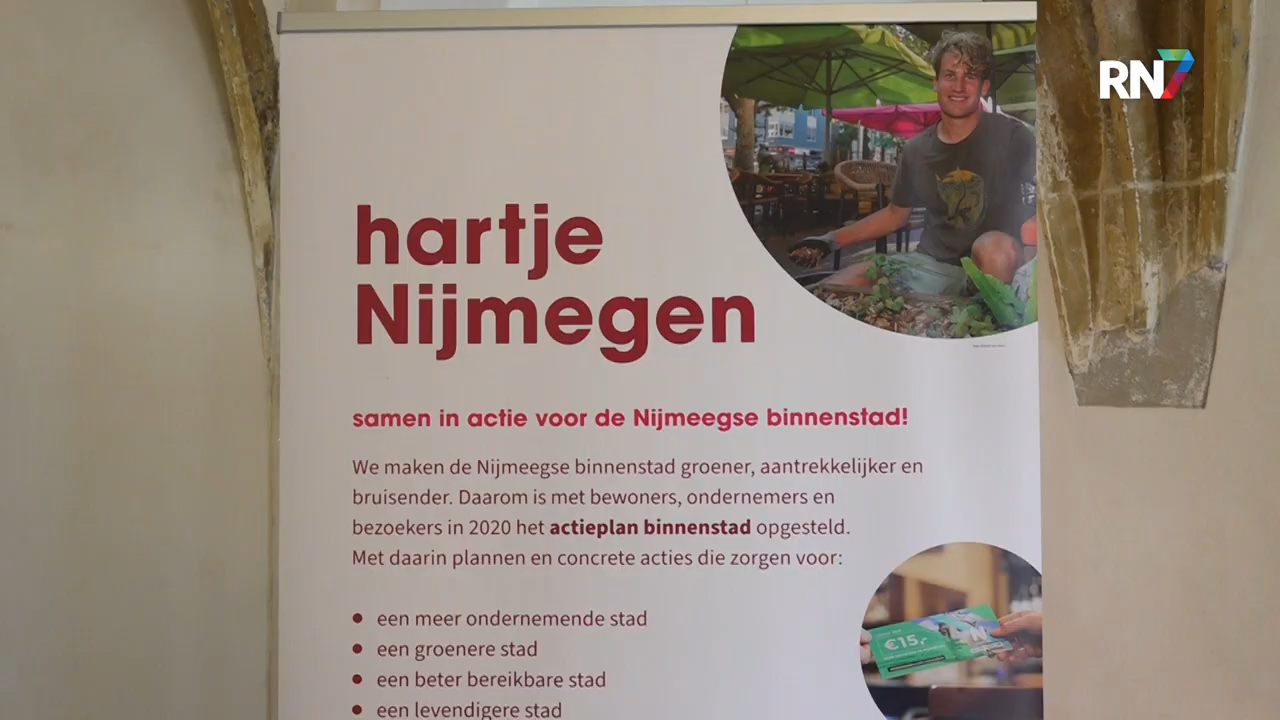 RN7
hartje
Nijmegen
samen in actie voor de Nijmeegse binnenstad!
We maken de Nijmeegse binnenstad groener, aantrekkelijker en
bruisender. Daarom is met bewoners, ondernemers en
bezoekers in 2020 het actieplan binnenstad opgesteld.
Met daarin plannen en concrete acties die zorgen voor:
een meer ondernemende stad
een groenere stad
een beter bereikbare stad
een levendigere stad
€15,-